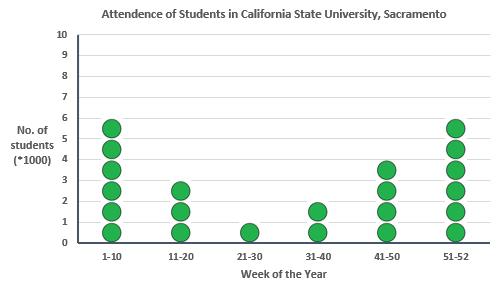 Attendence of Students in California State University, Sacramento
10
9
8
7
6
5
4
3
2
1
0
No. of
students
(*1000)
1-10 11-20 21-30 31-40 41-50 51-52
Week of the Year